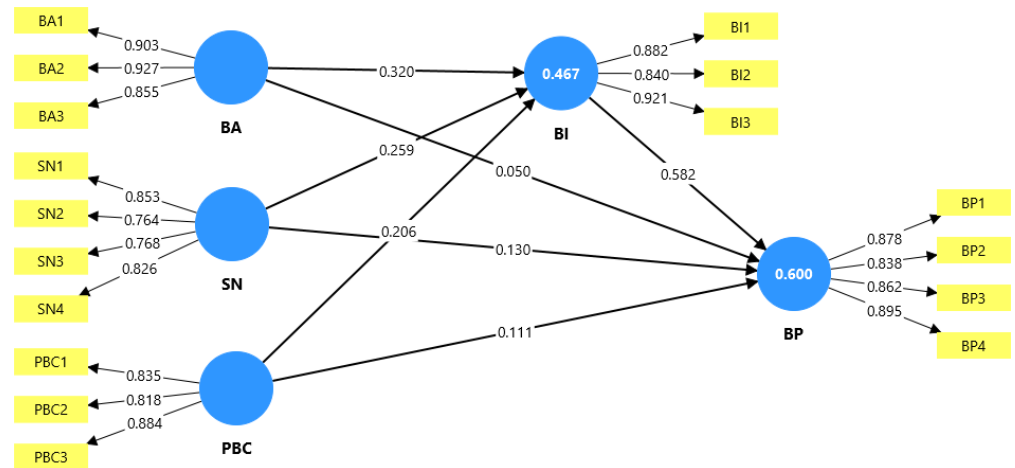 BA1
BA2
BA3
0.903
0.927
0.855
BA
SN1
SN2
SN3
SN4
0.853
0.764
0.768
0.826
SN
PBC1
PBC2
PBC3
0.835
0.818
0.884
PBC
0.320
0.259
0.206
0.050
0.130
0.111
0.467
BI
0.882
0.840
0.921
BI1
BI2
BI3
0.582
0.600
BP
0.878
0.838
0.862
0.895
BP1
BP2
BP3
BP4